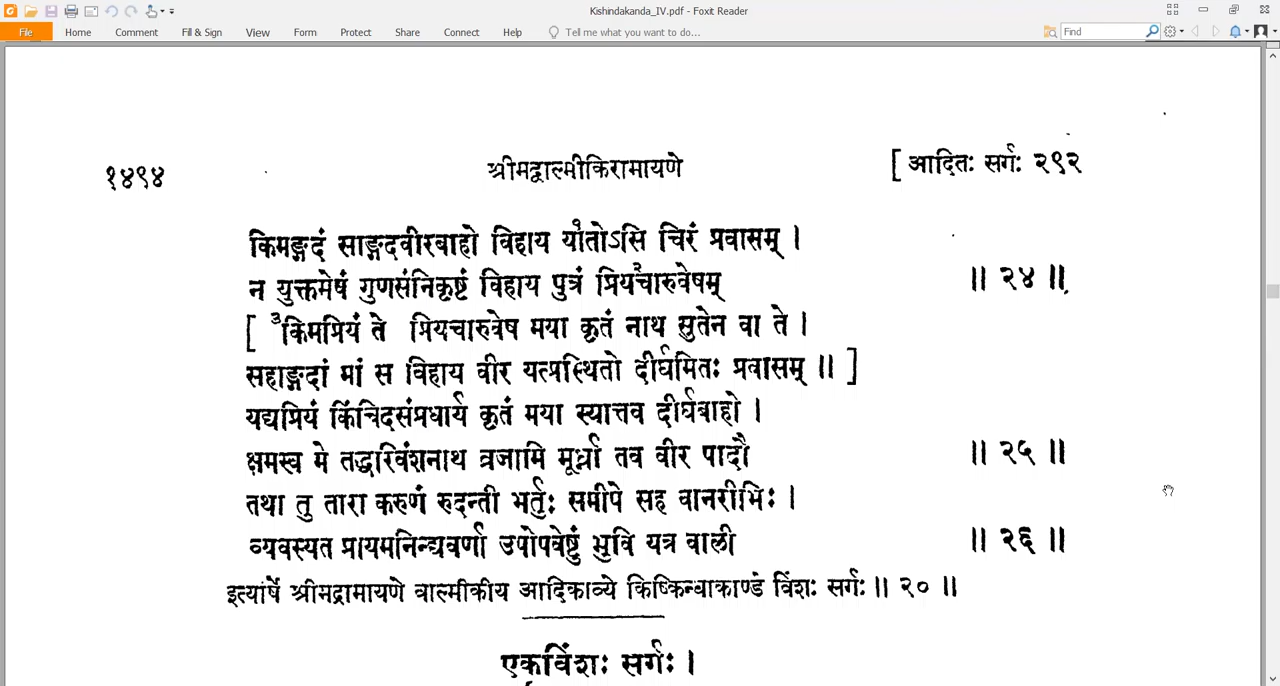 Kishindakanda_IV.pdf - Foxit Reader
File Home Comment Fill & Sign View Form Protect Share Connect Help Tell me what you want to do... Find
१४९४ श्रीमद्वाल्मीकिरामायणे [ आदितः सर्गः २९२
किमङ्गदं साङ्गदवीरबाहो विहाय यातोऽसि चिरं प्रवासम् ।
न युक्तमेषं गुणसंनिकृष्टं विहाय पुत्रं प्रियचारुवेषम् ॥ २४ ॥
[ ३किमप्रियं ते प्रियचारुवेष मया कृतं नाथ सुतेन वा ते ।
सहाङ्गदां मां स विहाय वीर यत्प्रस्थितो दीर्घमितः प्रवासम् ॥ ]
यद्यप्रियं किंचिदसंप्रधार्य कृतं मया स्यात्तव दीर्घबाहो ।
क्षमस्व मे तद्धरिवंशनाथ व्रजामि मूर्ध्ना तव वीर पादौ ॥ २५ ॥
तथा तु तारा करुणं रुदन्ती भर्तुः समीपे सह वानरीभिः ।
व्यवस्यत प्रायमनिन्द्यवर्णा उपोपवेष्टुं भुवि यत्र वाली ॥ २६ ॥
इत्यार्षे श्रीमद्रामायणे वाल्मीकीय आदिकाव्ये किष्किन्धाकाण्डे विंशः सर्गः ॥ २० ॥
एकविंशः सर्गः ।